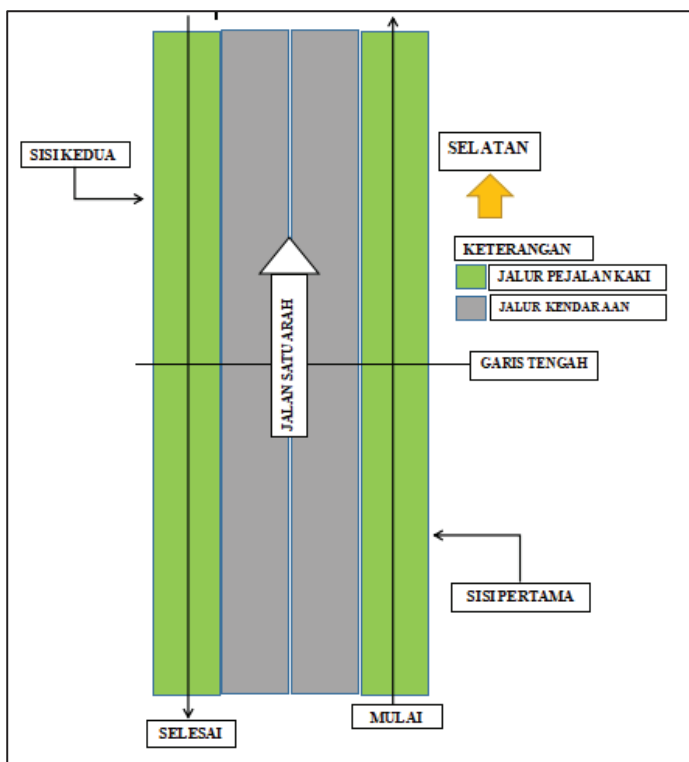 SISI KEDUA
SELATAN
KETERANGAN
JALUR PEJALAN KAKI
JALUR KENDARAAN
JALAN SATU ARAH
GARIS TENGAH
SISI PERTAMA
MULAI
SELESAI